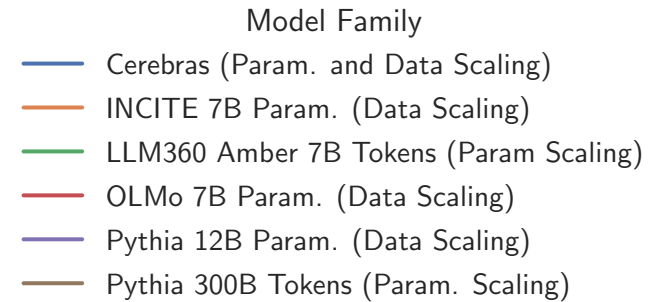 Model Family
Cerebras (Param. and Data Scaling)
INCITE 7B Param. (Data Scaling)
LLM360 Amber 7B Tokens (Param Scaling)
OLMo 7B Param. (Data Scaling)
Pythia 12B Param. (Data Scaling)
Pythia 300B Tokens (Param. Scaling)